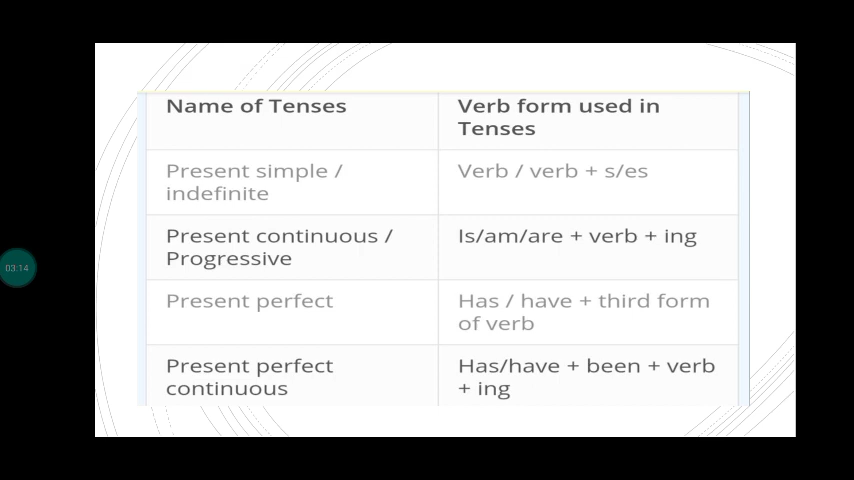 Name of Tenses
Verb form used in
Tenses
Present simple /
indefinite
Verb / verb + s/es
Present continuous /
Progressive
Is/am/are + verb + ing
Present perfect
Has / have + third form
of verb
Present perfect
continuous
Has/have + been + verb
+ ing
03:14